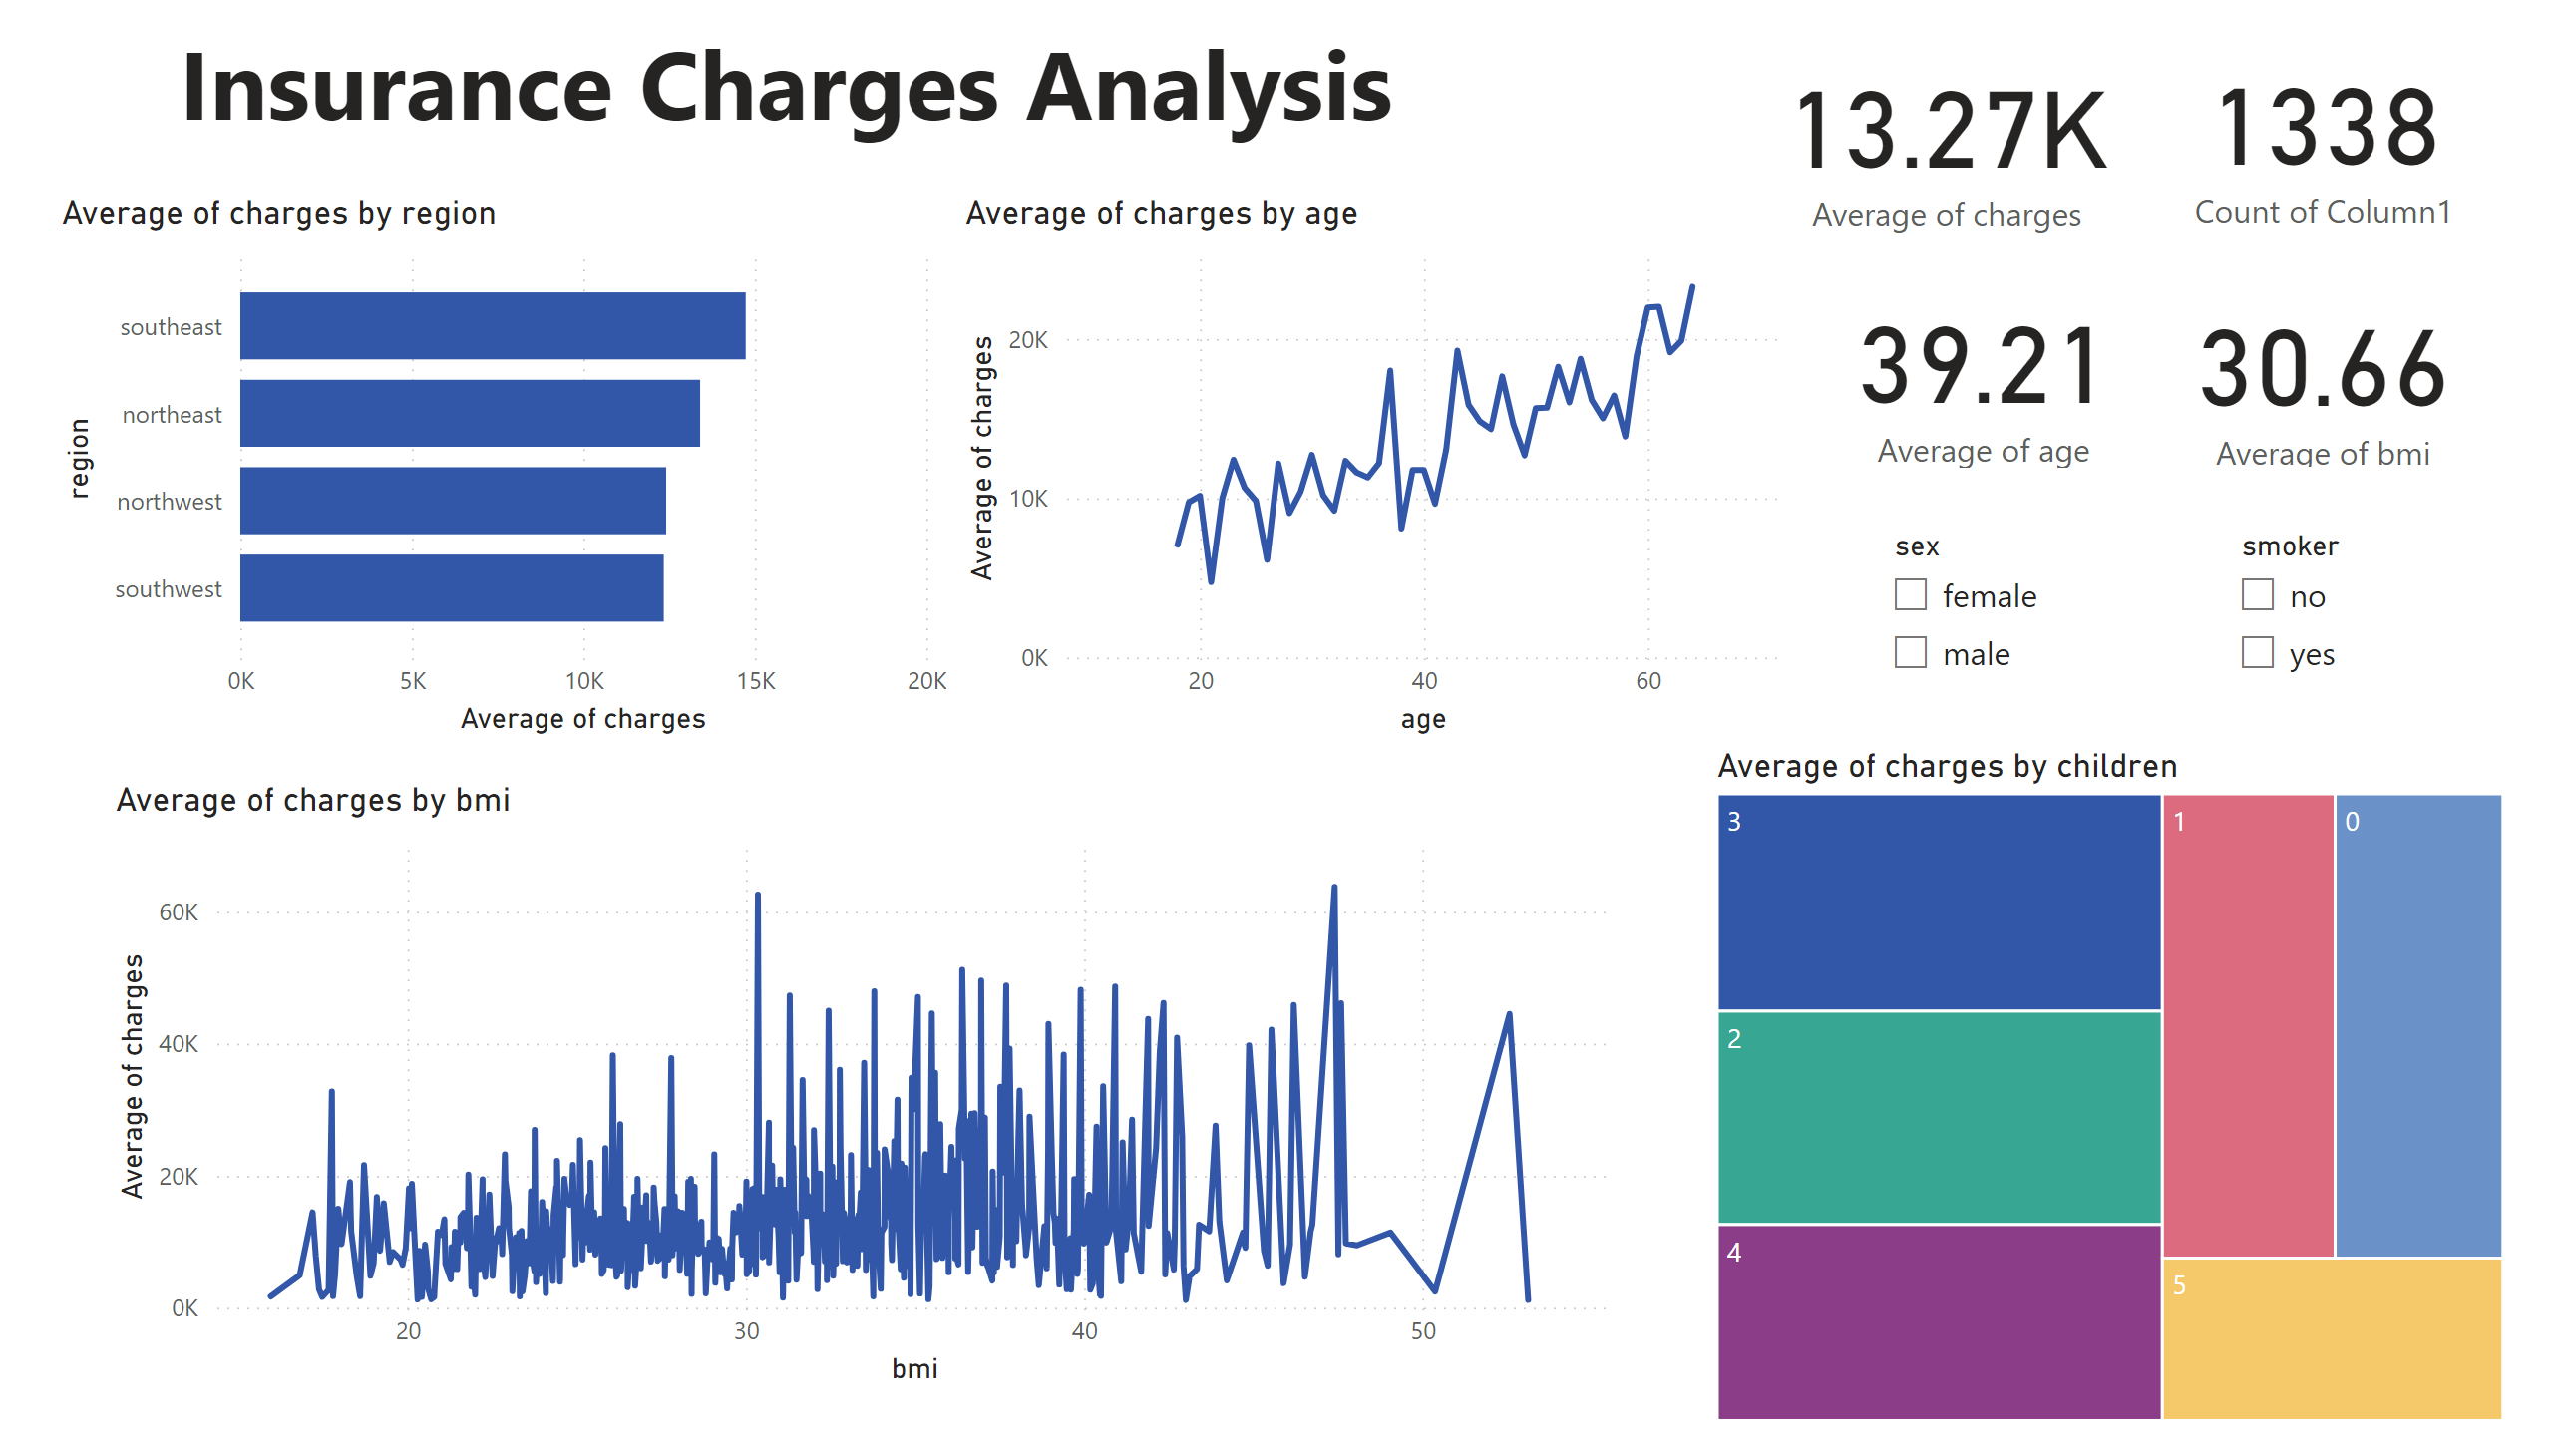 Insurance Charges Analysis
13.27K
Average of charges
1338
Count of Column1
39.21
Average of age
30.66
Average of bmi
Average of charges by region
region
southeast
northeast
northwest
southwest
0K 5K 10K 15K 20K
Average of charges
Average of charges by age
Average of charges
20K
10K
0K
20 40 60
age
sex
female
male
smoker
no
yes
Average of charges by bmi
Average of charges
60K
40K
20K
0K
20 30 40 50
bmi
Average of charges by children
3
2
4
1
0
5